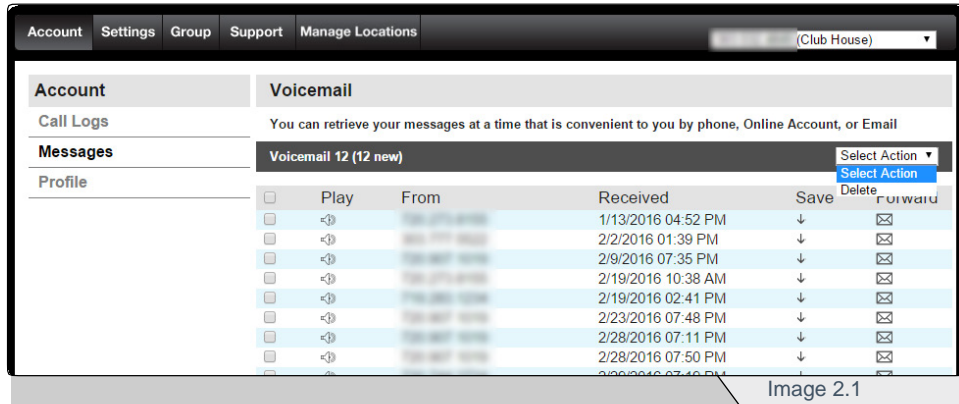 Account Settings Group Support Manage Locations
(Club House)
Account
Call Logs
Messages
Profile
Voicemail
You can retrieve your messages at a time that is convenient to you by phone, Online Account, or Email
Voicemail 12 (12 new) Select Action
Select Action
Delete
Play From Received Save Forward
1/13/2016 04:52 PM
2/2/2016 01:39 PM
2/9/2016 07:35 PM
2/19/2016 10:38 AM
2/19/2016 02:41 PM
2/23/2016 07:48 PM
2/28/2016 07:11 PM
2/28/2016 07:50 PM
Image 2.1